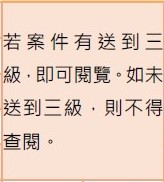 若案件有送到三
級，即可閱覽。如未
送到三級，則不得
查閱。